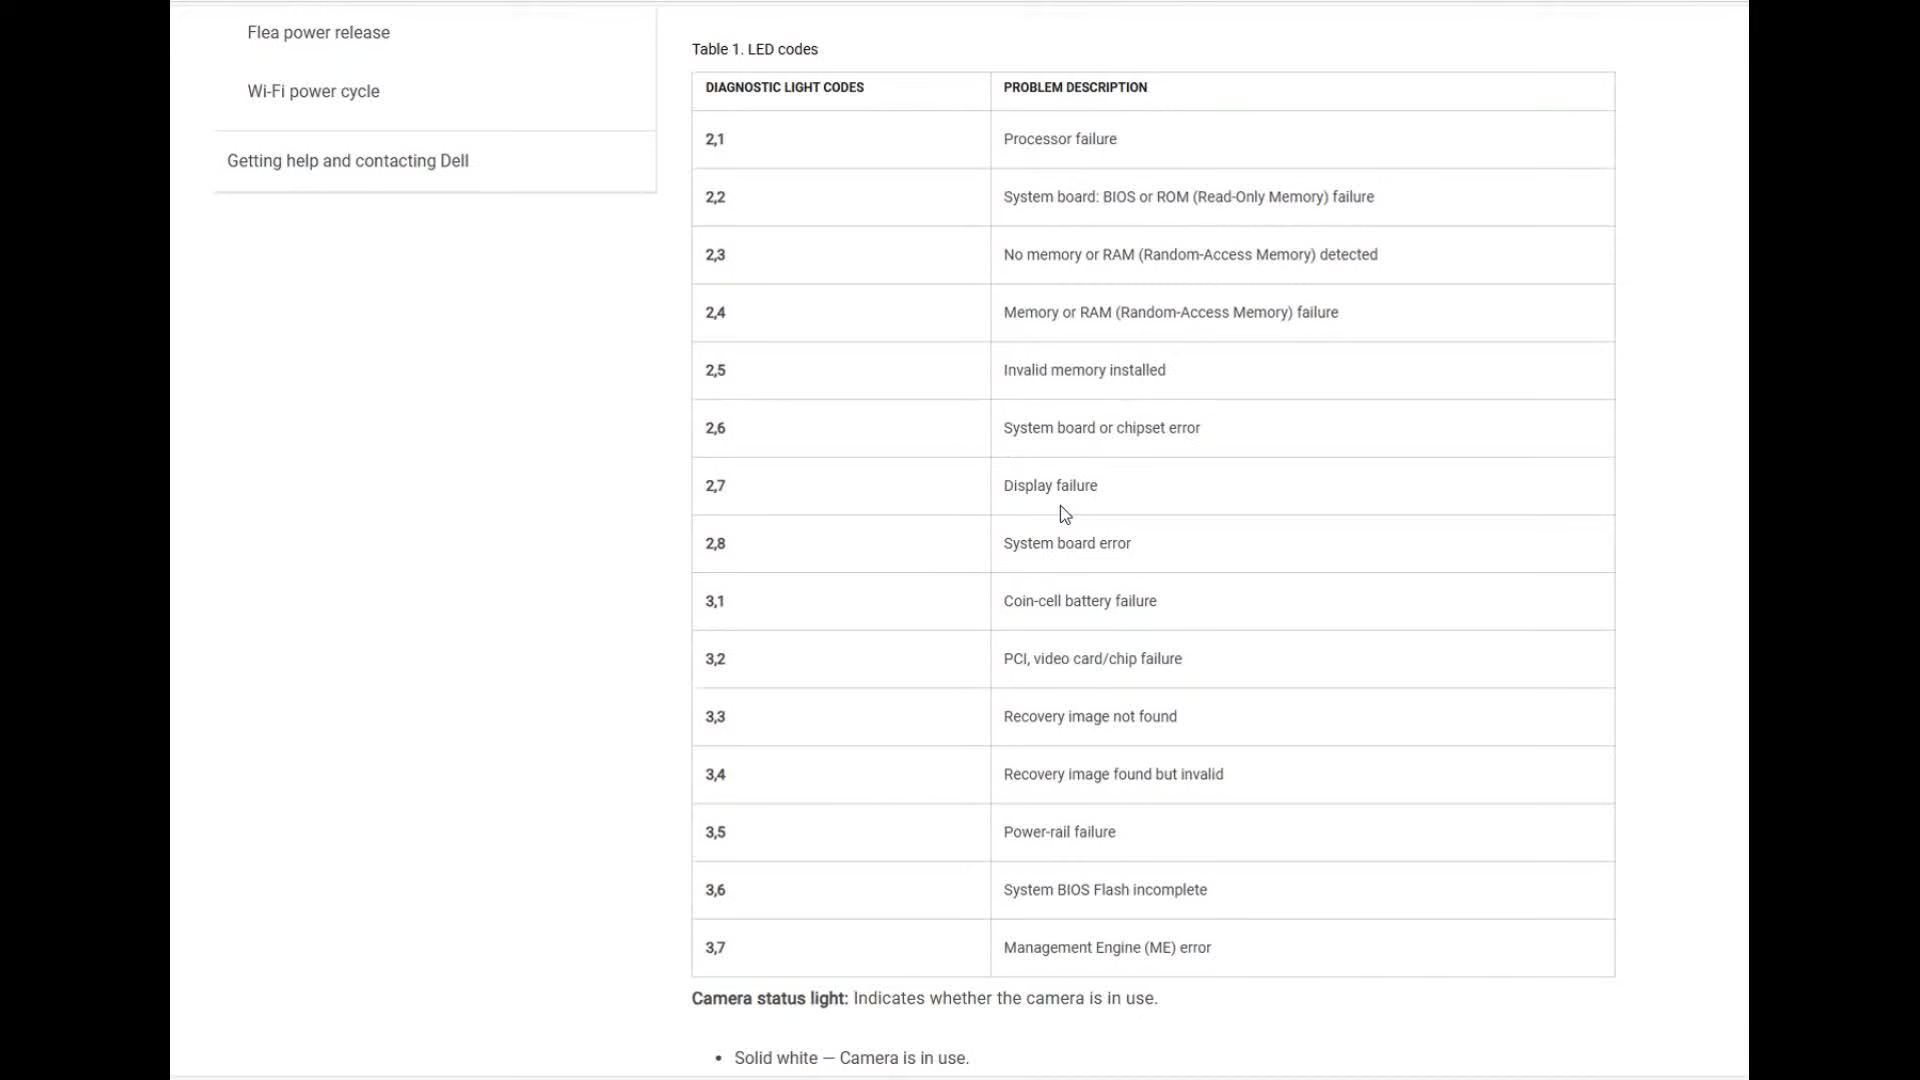 Flea power release
Wi-Fi power cycle
Getting help and contacting Dell
Table 1. LED codes
DIAGNOSTIC LIGHT CODES PROBLEM DESCRIPTION
2,1 Processor failure
2,2 System board: BIOS or ROM (Read-Only Memory) failure
2,3 No memory or RAM (Random-Access Memory) detected
2,4 Memory or RAM (Random-Access Memory) failure
2,5 Invalid memory installed
2,6 System board or chipset error
2,7 Display failure
2,8 System board error
3,1 Coin-cell battery failure
3,2 PCI, video card/chip failure
3,3 Recovery image not found
3,4 Recovery image found but invalid
3,5 Power-rail failure
3,6 System BIOS Flash incomplete
3,7 Management Engine (ME) error
Camera status light: Indicates whether the camera is in use.
• Solid white — Camera is in use.